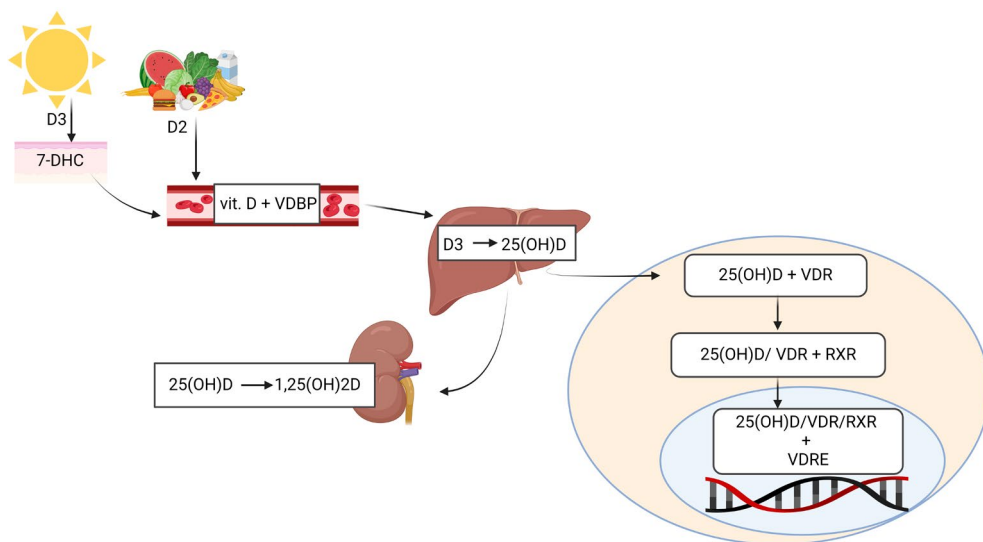 D3
7-DHC
D2
vit. D + VDBP
D3 → 25(OH)D
25(OH)D → 1,25(OH)2D
25(OH)D + VDR
25(OH)D/ VDR + RXR
25(OH)D/VDR/RXR
+
VDRE